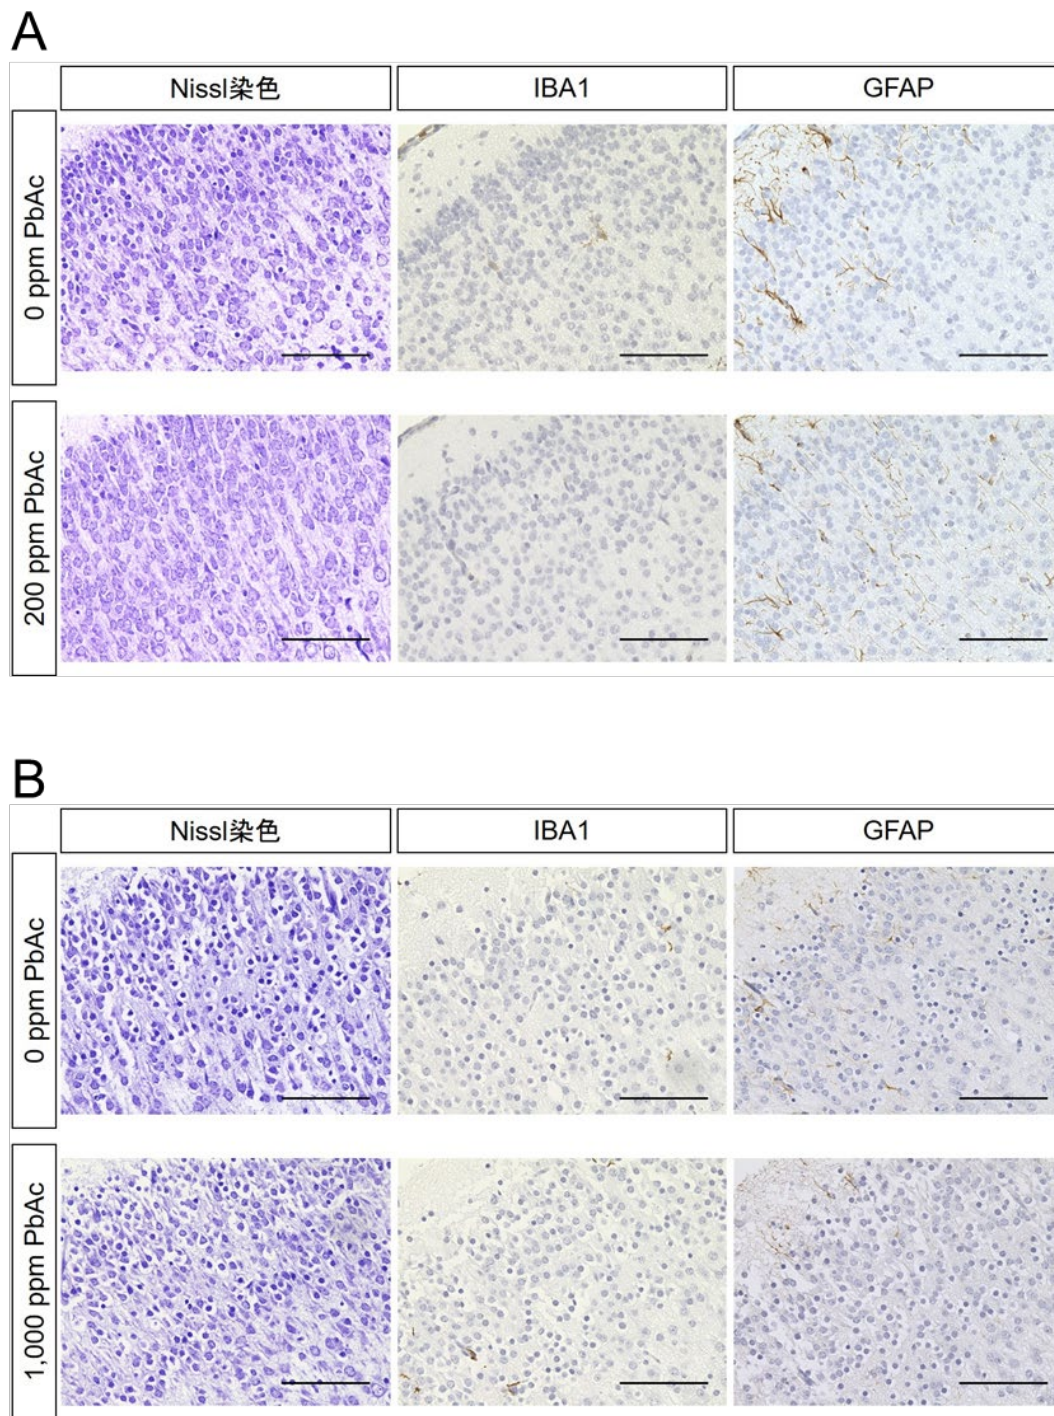 A
Nissl染色
IBA1
GFAP
0 ppm PbAc
200 ppm PbAc
B
Nissl染色
IBA1
GFAP
0 ppm PbAc
1,000 ppm PbAc